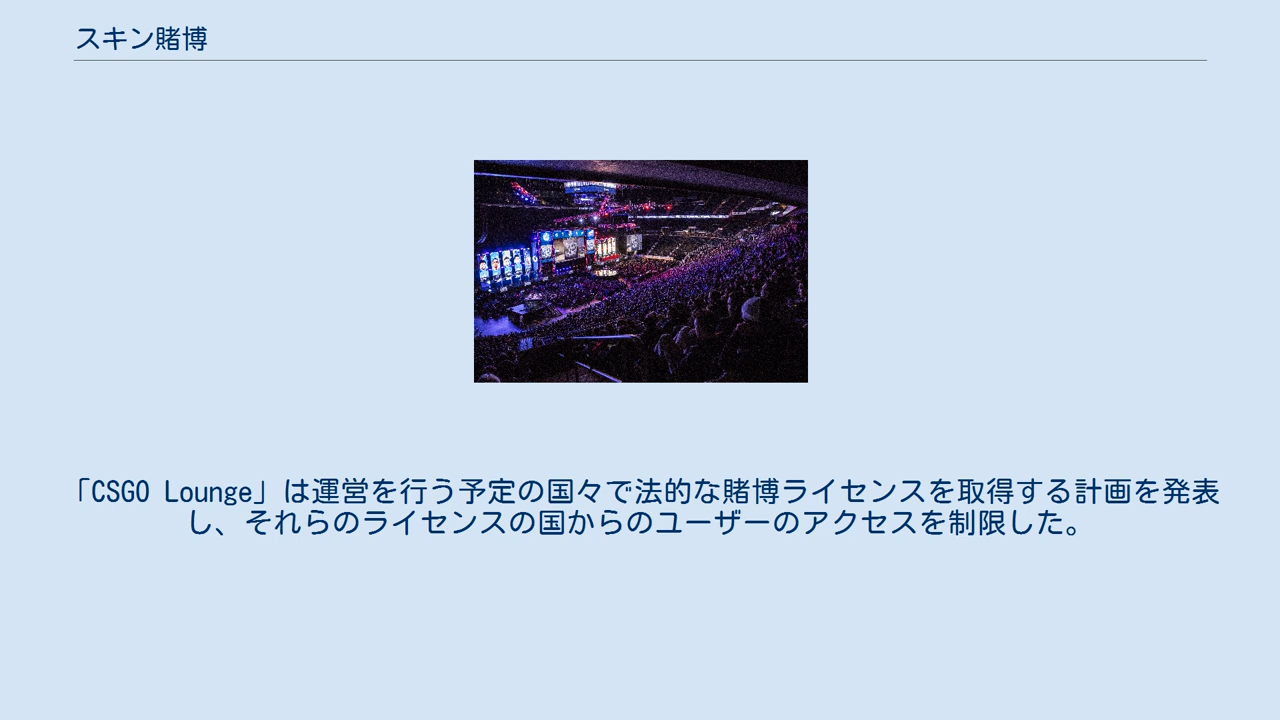 スキン賭博
「CSGO Lounge」は運営を行う予定の国々で法的な賭博ライセンスを取得する計画を発表
し、それらのライセンスの国からのユーザーのアクセスを制限した。